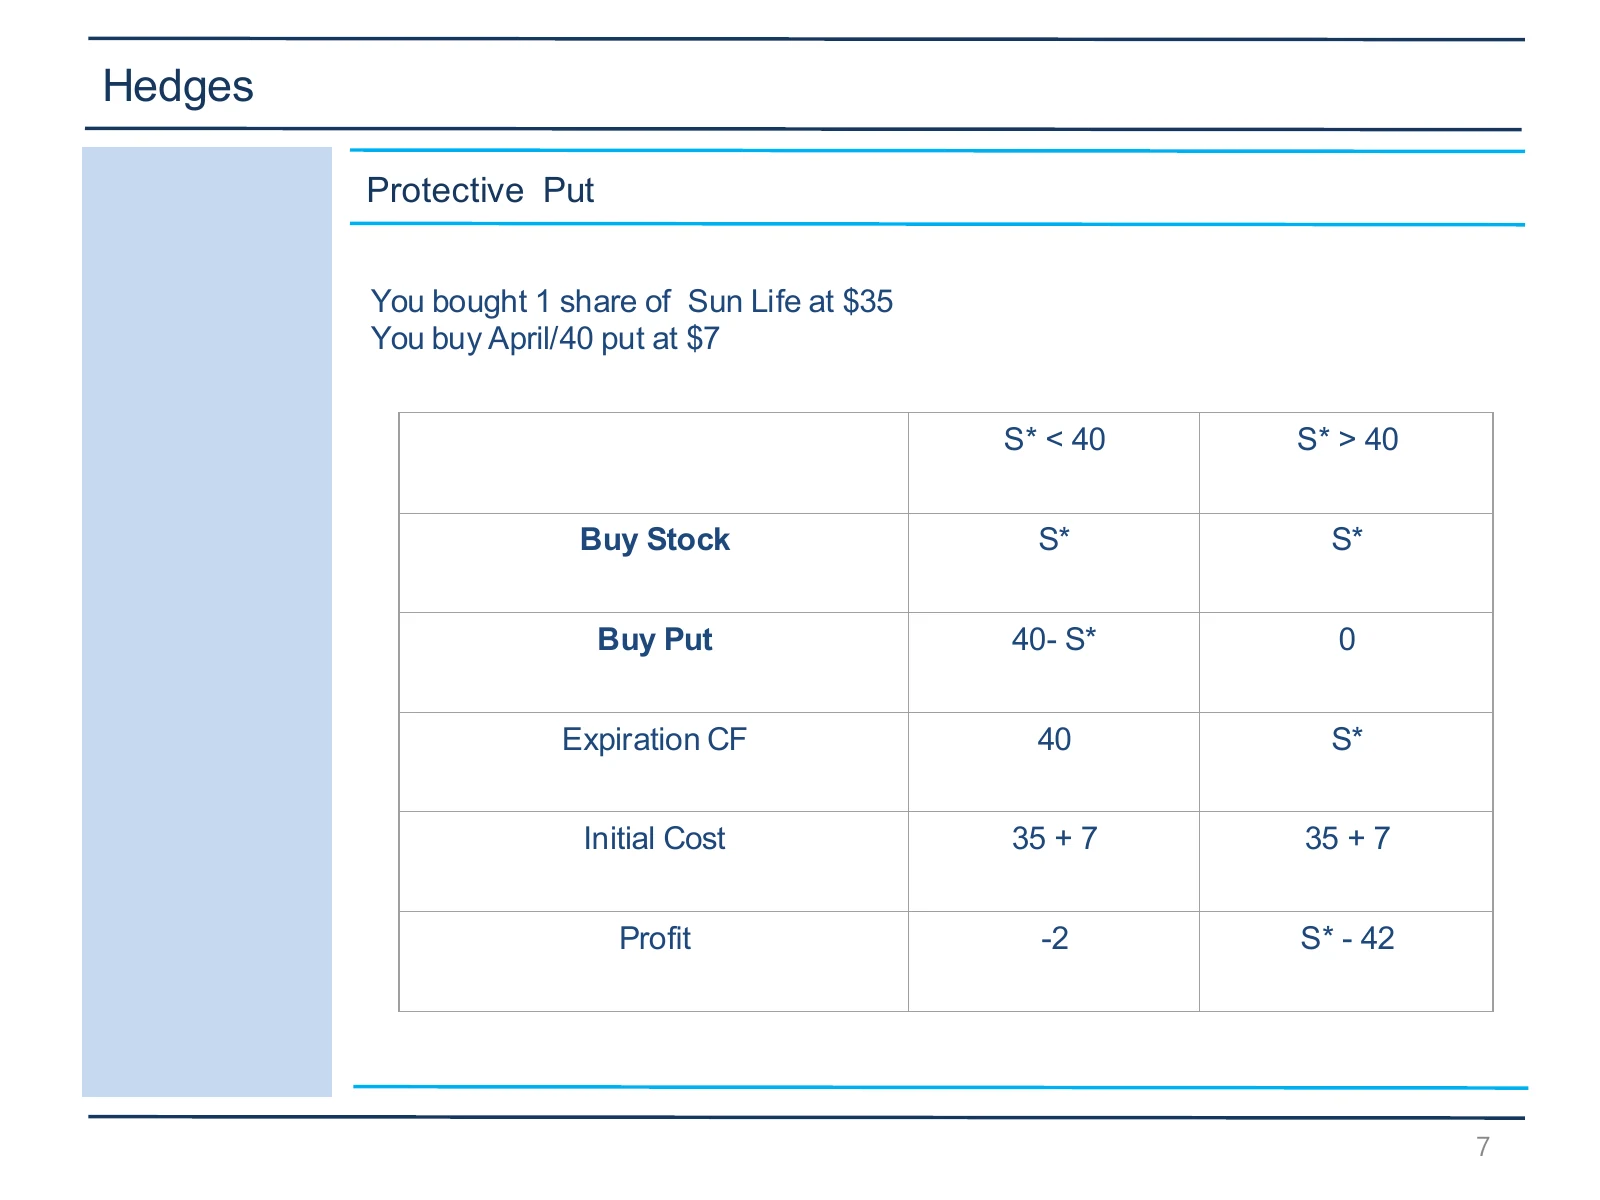 Hedges
Protective Put
You bought 1 share of Sun Life at $35
You buy April/40 put at $7
S* < 40 S* > 40
Buy Stock S* S*
Buy Put 40- S* 0
Expiration CF 40 S*
Initial Cost 35 + 7 35 + 7
Profit -2 S* - 42
7